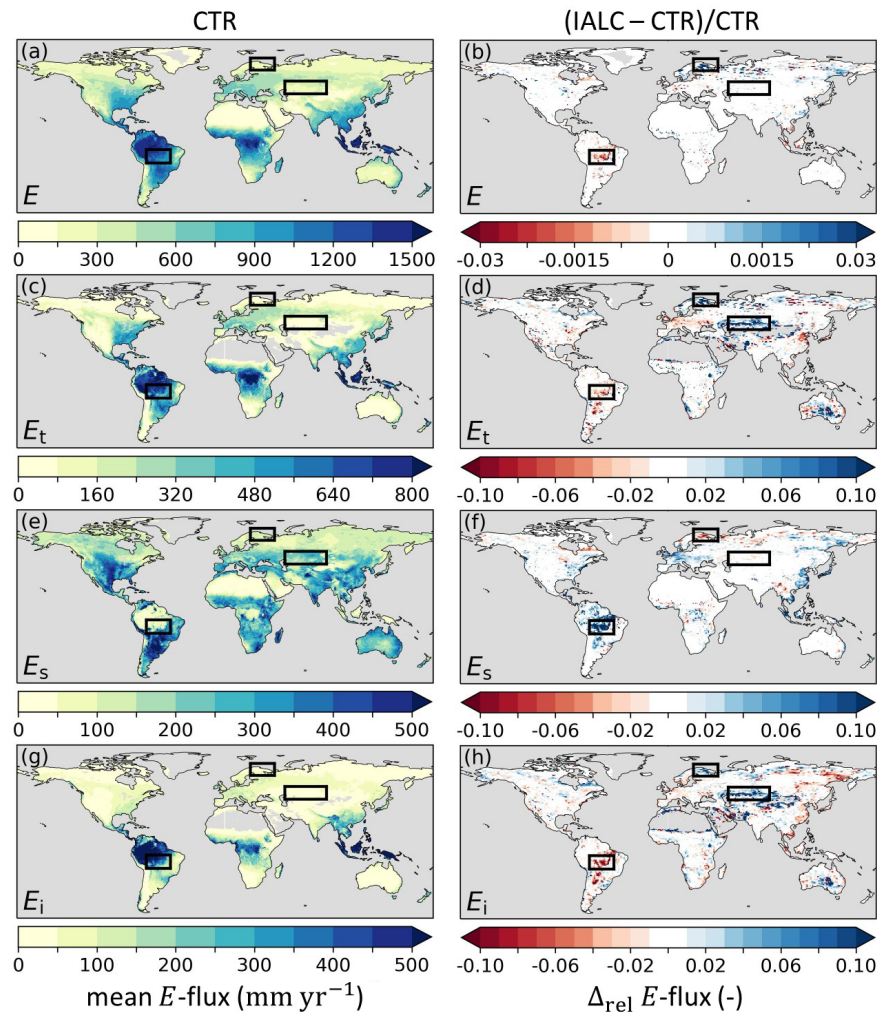 CTR (IALC – CTR)/CTR
(a) (b)
E E
0 300 600 900 1200 1500 -0.03 -0.0015 0 0.0015 0.03
(c) (d)
Et Et
0 160 320 480 640 800 -0.10 -0.06 -0.02 0.02 0.06 0.10
(e) (f)
Es Es
0 100 200 300 400 500 -0.10 -0.06 -0.02 0.02 0.06 0.10
(g) (h)
Ei Ei
0 100 200 300 400 500 -0.10 -0.06 -0.02 0.02 0.06 0.10
mean E-flux (mm yr⁻¹) Δrel E-flux (-)